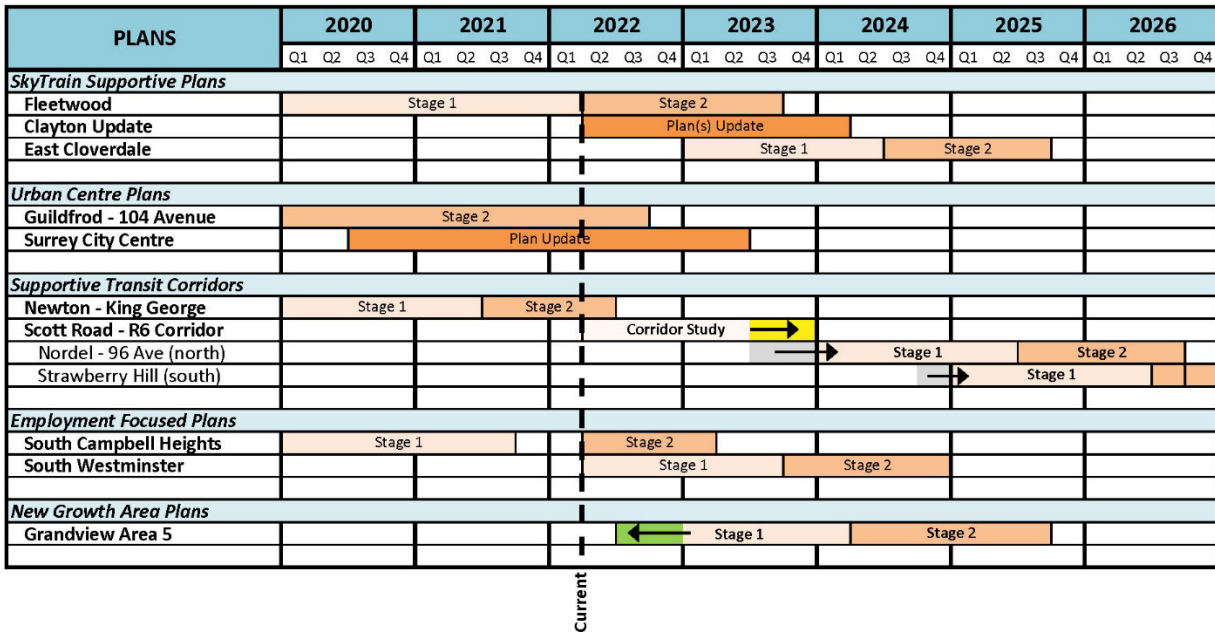 PLANS 2020 2021 2022 2023 2024 2025 2026
Q1 Q2 Q3 Q4 Q1 Q2 Q3 Q4 Q1 Q2 Q3 Q4 Q1 Q2 Q3 Q4 Q1 Q2 Q3 Q4 Q1 Q2 Q3 Q4 Q1 Q2 Q3 Q4
SkyTrain Supportive Plans
Fleetwood Stage 1 Stage 2
Clayton Update Plan(s) Update
East Cloverdale Stage 1 Stage 2
Urban Centre Plans
Guildfrod - 104 Avenue Stage 2
Surrey City Centre Plan Update
Supportive Transit Corridors
Newton - King George Stage 1 Stage 2
Scott Road - R6 Corridor Corridor Study
Nordel - 96 Ave (north) Stage 1 Stage 2
Strawberry Hill (south) Stage 1
Employment Focused Plans
South Campbell Heights Stage 1 Stage 2
South Westminster Stage 1 Stage 2
New Growth Area Plans
Grandview Area 5 Stage 1 Stage 2
Current